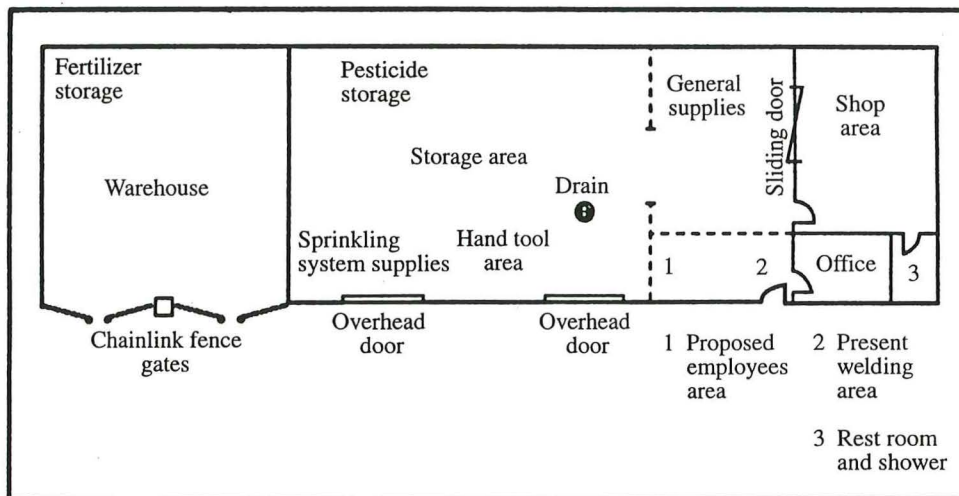 Fertilizer
storage
Pesticide
storage
General
supplies
Sliding door
Shop
area
Storage area
Warehouse
Drain
Sprinkling
system supplies
Hand tool
area
1
2
Office
3
Chainlink fence
gates
Overhead
door
Overhead
door
1 Proposed
employees
area
2 Present
welding
area
3 Rest room
and shower